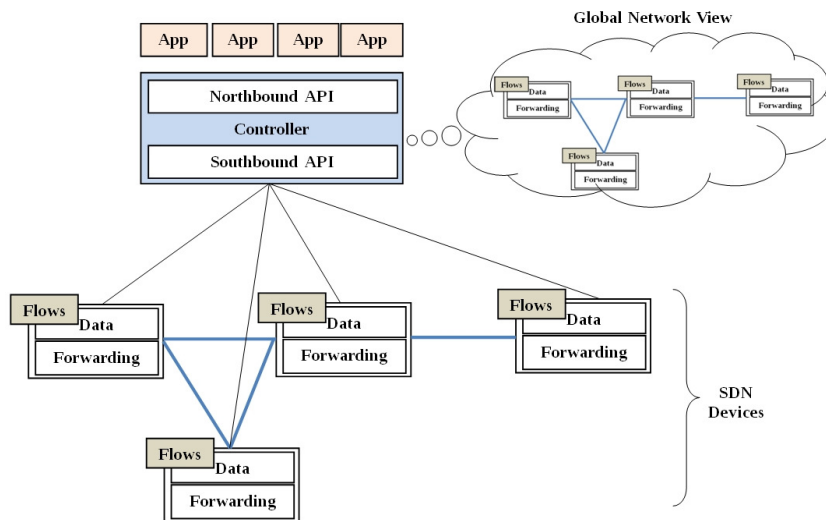 Global Network View
App App App App
Northbound API
Controller
Southbound API
Flows
Data
Forwarding
Flows
Data
Forwarding
Flows
Data
Forwarding
Flows
Data
Forwarding
Flows
Data
Forwarding
Flows
Data
Forwarding
Flows
Data
Forwarding
SDN
Devices
Flows
Data
Forwarding